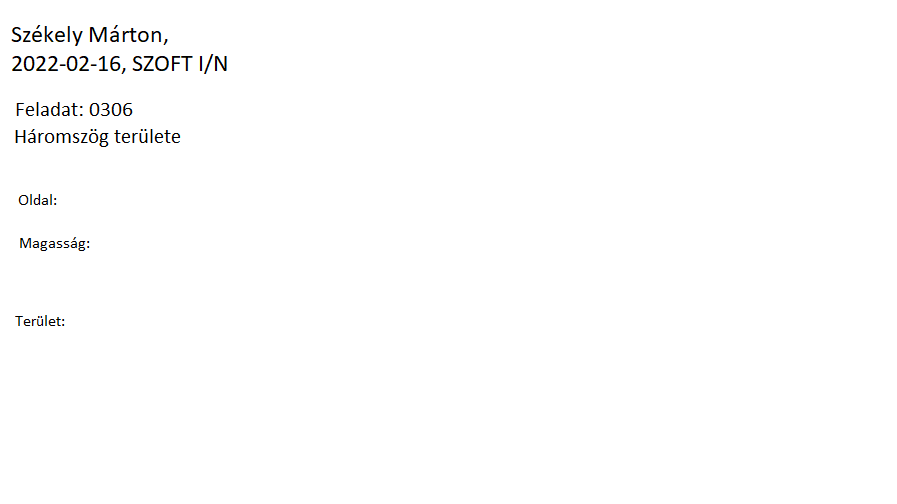 Székely Márton,
2022-02-16, SZOFT I/N
Feladat: 0306
Háromszög területe
Oldal:
Magasság:
Terület: